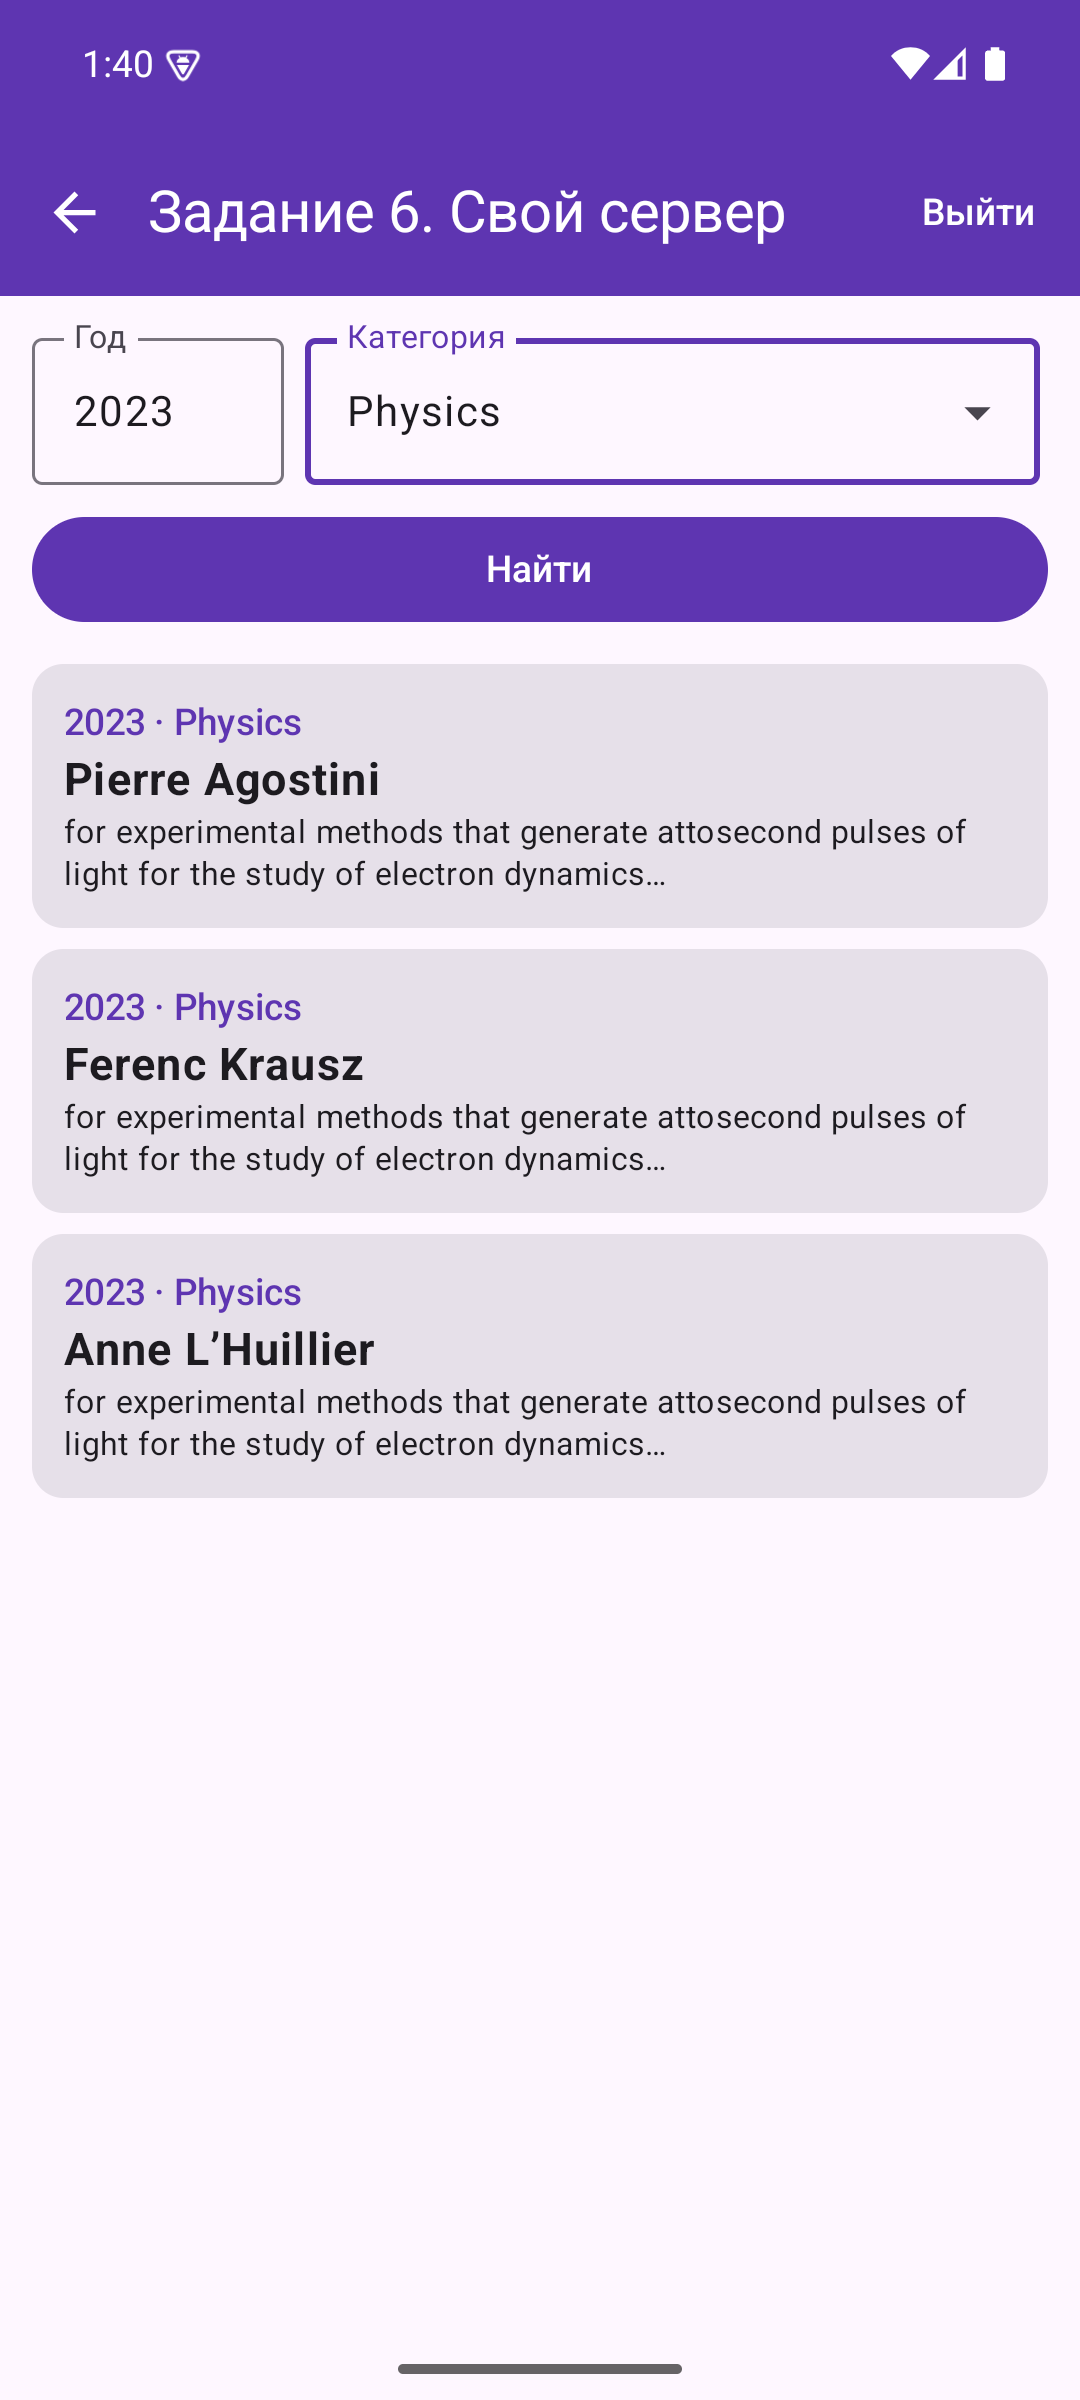 1:40
Задание 6. Свой сервер
Выйти
Год
Категория
2023
Physics
Найти
2023 · Physics
Pierre Agostini
for experimental methods that generate attosecond pulses of
light for the study of electron dynamics…
2023 · Physics
Ferenc Krausz
for experimental methods that generate attosecond pulses of
light for the study of electron dynamics…
2023 · Physics
Anne L’Huillier
for experimental methods that generate attosecond pulses of
light for the study of electron dynamics…